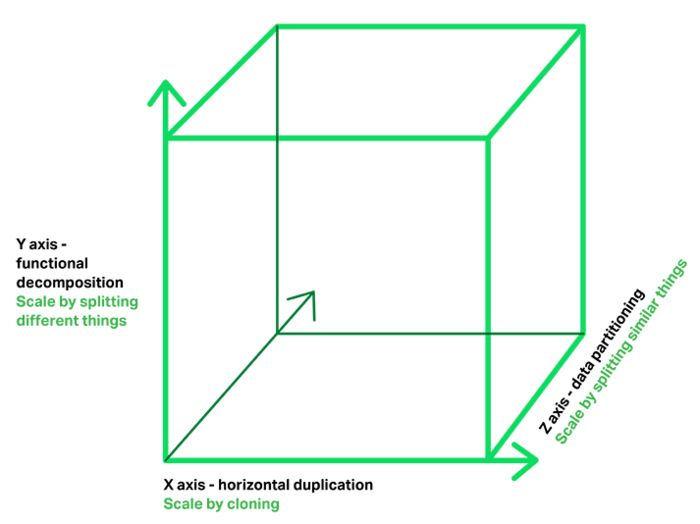 Y axis -
functional
decomposition
Scale by splitting
different things
Z axis - data partitioning
Scale by splitting similar things
X axis - horizontal duplication
Scale by cloning